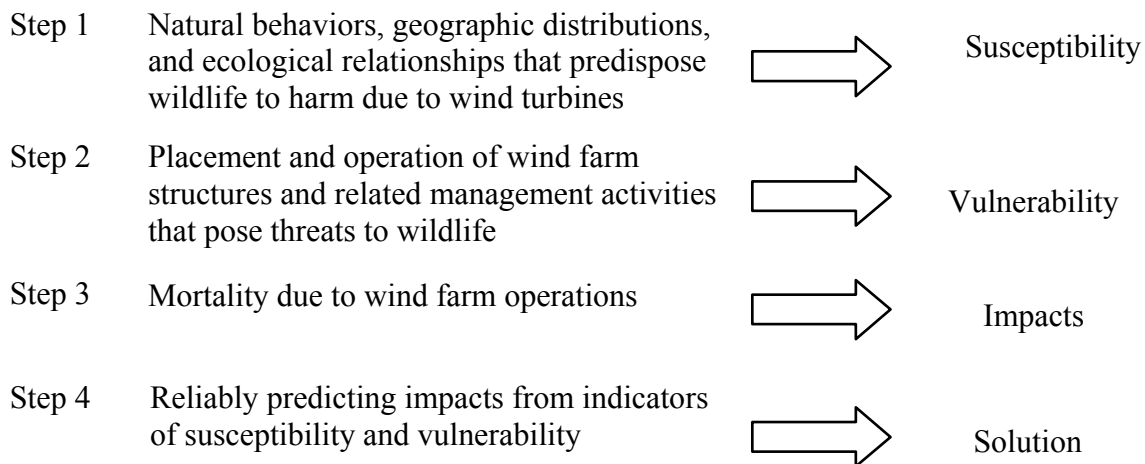 Step 1 Natural behaviors, geographic distributions,
and ecological relationships that predispose
wildlife to harm due to wind turbines
Susceptibility
Step 2 Placement and operation of wind farm
structures and related management activities
that pose threats to wildlife
Vulnerability
Step 3 Mortality due to wind farm operations
Impacts
Step 4 Reliably predicting impacts from indicators
of susceptibility and vulnerability
Solution